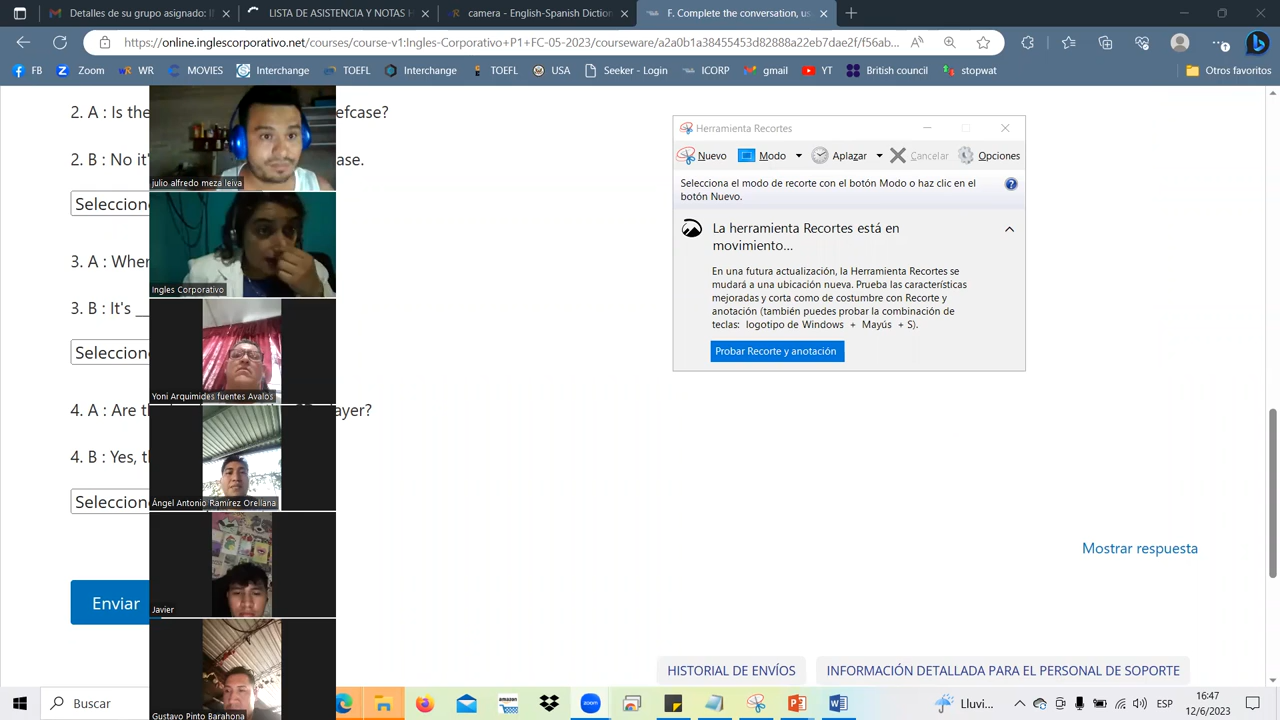 Detalles de su grupo asignado: I
LISTA DE ASISTENCIA Y NOTAS H
camera - English-Spanish Diction
F. Complete the conversation, us
https://online.inglescorporativo.net/courses/course-v1:Ingles-Corporativo+P1+FC-05-2023/courseware/a2a0b1a38455453d82888a22eb7dae2f/f56ab...
FB
Zoom
WR
MOVIES
Interchange
TOEFL
Interchange
TOEFL
USA
Seeker - Login
ICORP
gmail
YT
British council
stopwat
Otros favoritos
2. A : Is the
efcase?
2. B : No it'
ase.
Seleccion
3. A : Wher
3. B : It's __
Seleccion
4. A : Are th
layer?
4. B : Yes, t
Seleccion
Enviar
julio alfredo meza leiva
Ingles Corporativo
Yoni Arquimides fuentes Avalos
Ángel Antonio Ramírez Orellana
Javier
Gustavo Pinto Barahona
Herramienta Recortes
Nuevo Modo Aplazar Cancelar Opciones
Selecciona el modo de recorte con el botón Modo o haz clic en el
botón Nuevo.
La herramienta Recortes está en
movimiento...
En una futura actualización, la Herramienta Recortes se
mudará a una ubicación nueva. Prueba las características
mejoradas y corta como de costumbre con Recorte y
anotación (también puedes probar la combinación de
teclas: logotipo de Windows + Mayús + S).
Probar Recorte y anotación
Mostrar respuesta
HISTORIAL DE ENVÍOS
INFORMACIÓN DETALLADA PARA EL PERSONAL DE SOPORTE
Buscar
amazon
zoom
Lluvi...
ESP
16:47
12/6/2023